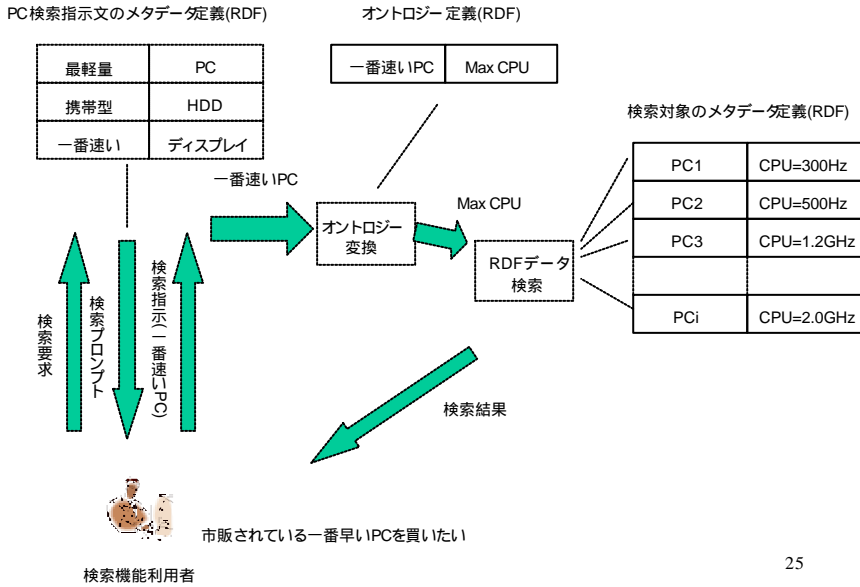 PC検索指示文のメタデータ定義(RDF)
オントロジー定義(RDF)
最軽量 PC
携帯型 HDD
一番速い ディスプレイ
一番速いPC Max CPU
検索対象のメタデータ定義(RDF)
PC1 CPU=300Hz
PC2 CPU=500Hz
PC3 CPU=1.2GHz
PCi CPU=2.0GHz
一番速いPC
オントロジー
変換
Max CPU
RDFデータ
検索
検索要求
検索プロンプト
検索指示(一番速いPC)
検索結果
市販されている一番早いPCを買いたい
検索機能利用者
25